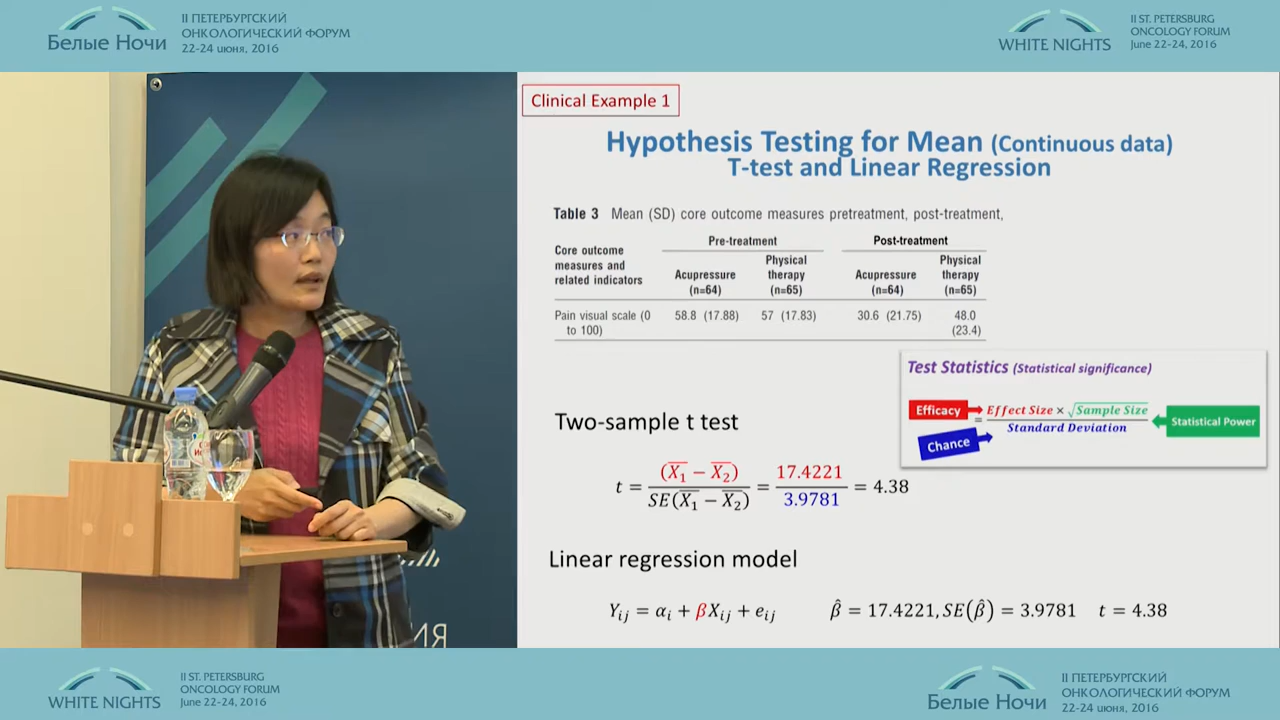 II ПЕТЕРБУРГСКИЙ
ОНКОЛОГИЧЕСКИЙ ФОРУМ
Белые Ночи
22-24 июня, 2016
II ST. PETERSBURG
ONCOLOGY FORUM
WHITE NIGHTS
June 22-24, 2016
Clinical Example 1
Hypothesis Testing for Mean (Continuous data)
T-test and Linear Regression
Table 3 Mean (SD) core outcome measures pretreatment, post-treatment,
Core outcome measures and related indicators
Pre-treatment
Post-treatment
Acupressure (n=64)
Physical therapy (n=65)
Acupressure (n=64)
Physical therapy (n=65)
Pain visual scale (0 to 100)
58.8 (17.88)
57 (17.83)
30.6 (21.75)
48.0 (23.4)
Test Statistics (Statistical significance)
Efficacy
= Effect Size × √Sample Size
Standard Deviation
Statistical Power
Chance
Two-sample t test
t = (X̅₁ − X̅₂) / SE(X̅₁ − X̅₂) = 17.4221 / 3.9781 = 4.38
Linear regression model
Yᵢⱼ = αᵢ + βXᵢⱼ + eᵢⱼ β̂ = 17.4221, SE(β̂) = 3.9781 t = 4.38
ЯN
WHITE NIGHTS
II ST. PETERSBURG
ONCOLOGY FORUM
June 22-24, 2016
Белые Ночи
II ПЕТЕРБУРГСКИЙ
ОНКОЛОГИЧЕСКИЙ ФОРУМ
22-24 июня, 2016